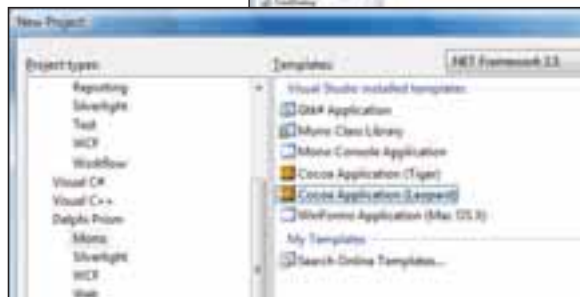 New Project
Project types:
Reporting
Silverlight
Test
WCF
Workflow
Visual C#
Visual C++
Delphi Prism
Mono
Silverlight
WCF
Web
Templates:
.NET Framework 3.5
Visual Studio installed templates
Gtk# Application
Mono Class Library
Mono Console Application
Cocoa Application (Tiger)
Cocoa Application (Leopard)
WinForms Application (Mac OS X)
My Templates
Search Online Templates...